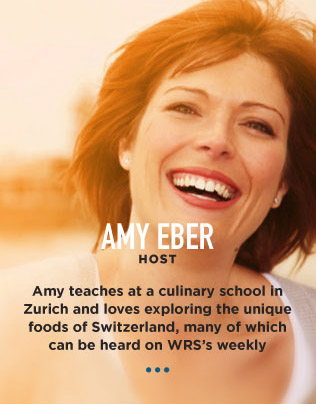 AMY EBER
HOST
Amy teaches at a culinary school in
Zurich and loves exploring the unique
foods of Switzerland, many of which
can be heard on WRS's weekly